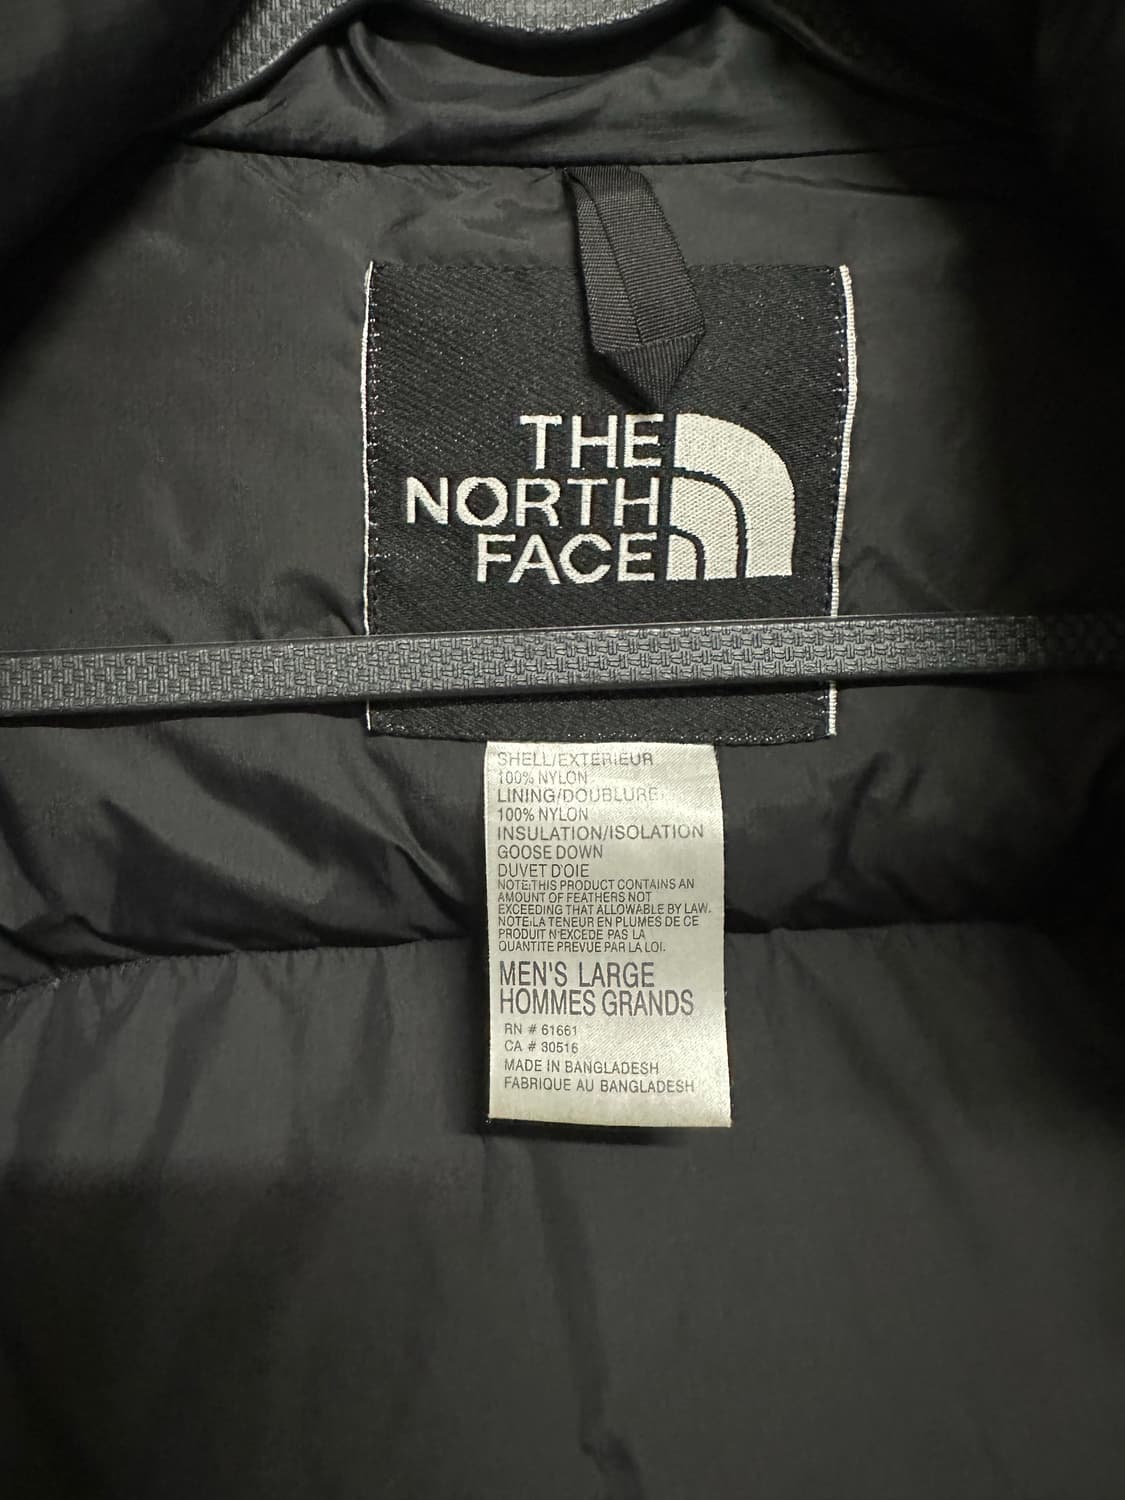 THE
NORTH
FACE
SHELL/EXTERIEUR
100% NYLON
LINING/DOUBLURE:
100% NYLON
INSULATION/ISOLATION
GOOSE DOWN
DUVET D'OIE
NOTE:THIS PRODUCT CONTAINS AN
AMOUNT OF FEATHERS NOT
EXCEEDING THAT ALLOWABLE BY LAW.
NOTE:LA TENEUR EN PLUMES DE CE
PRODUIT N'EXCEDE PAS LA
QUANTITE PREVUE PAR LA LOI.
MEN'S LARGE
HOMMES GRANDS
RN # 61661
CA # 30516
MADE IN BANGLADESH
FABRIQUE AU BANGLADESH